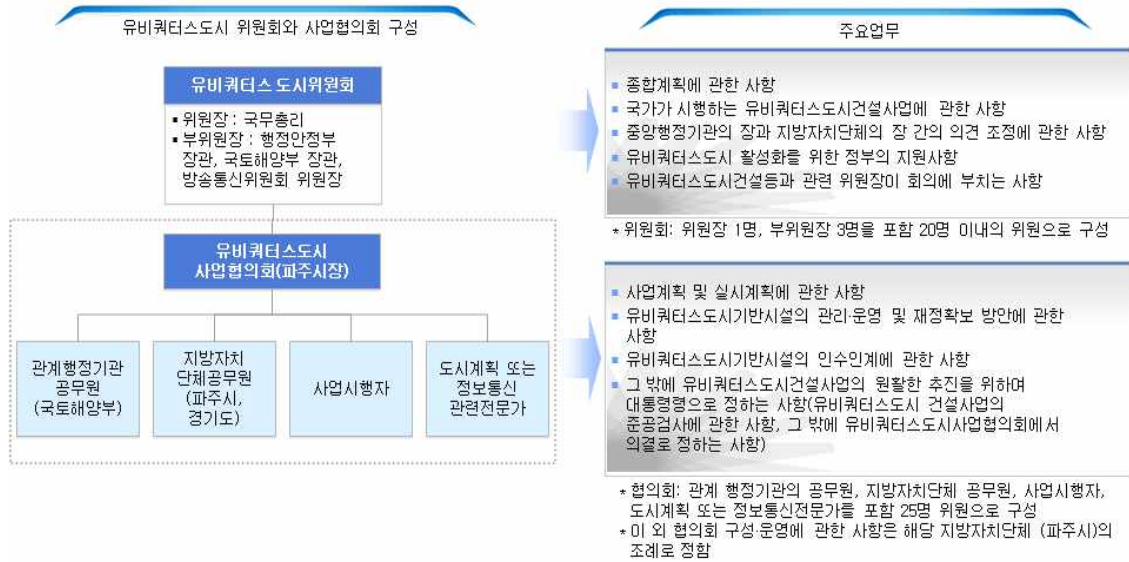 유비쿼터스도시 위원회와 사업협의회 구성
유비쿼터스 도시위원회
▪ 위원장 : 국무총리
▪ 부위원장 : 행정안정부
장관, 국토해양부 장관,
방송통신위원회 위원장
유비쿼터스도시
사업협의회(파주시장)
관계행정기관
공무원
(국토해양부)
지방자치
단체공무원
(파주시,
경기도)
사업시행자
도시계획 또는
정보통신
관련전문가
주요업무
▪ 종합계획에 관한 사항
▪ 국가가 시행하는 유비쿼터스도시건설사업에 관한 사항
▪ 중앙행정기관의 장과 지방자치단체의 장 간의 의견 조정에 관한 사항
▪ 유비쿼터스도시 활성화를 위한 정부의 지원사항
▪ 유비쿼터스도시건설등과 관련 위원장이 회의에 부치는 사항
* 위원회: 위원장 1명, 부위원장 3명을 포함 20명 이내의 위원으로 구성
▪ 사업계획 및 실시계획에 관한 사항
▪ 유비쿼터스도시기반시설의 관리·운영 및 재정확보 방안에 관한
사항
▪ 유비쿼터스도시기반시설의 인수인계에 관한 사항
▪ 그 밖에 유비쿼터스도시건설사업의 원활한 추진을 위하며
대통령령으로 정하는 사항(유비쿼터스도시 건설사업의
준공검사에 관한 사항, 그 밖에 유비쿼터스도시사업협의회에서
의결로 정하는 사항)
* 협의회: 관계 행정기관의 공무원, 지방자치단체 공무원, 사업시행자,
도시계획 또는 정보통신전문가를 포함 25명 위원으로 구성
* 이 외 협의회 구성·운영에 관한 사항은 해당 지방자치단체 (파주시)의
조례로 정함